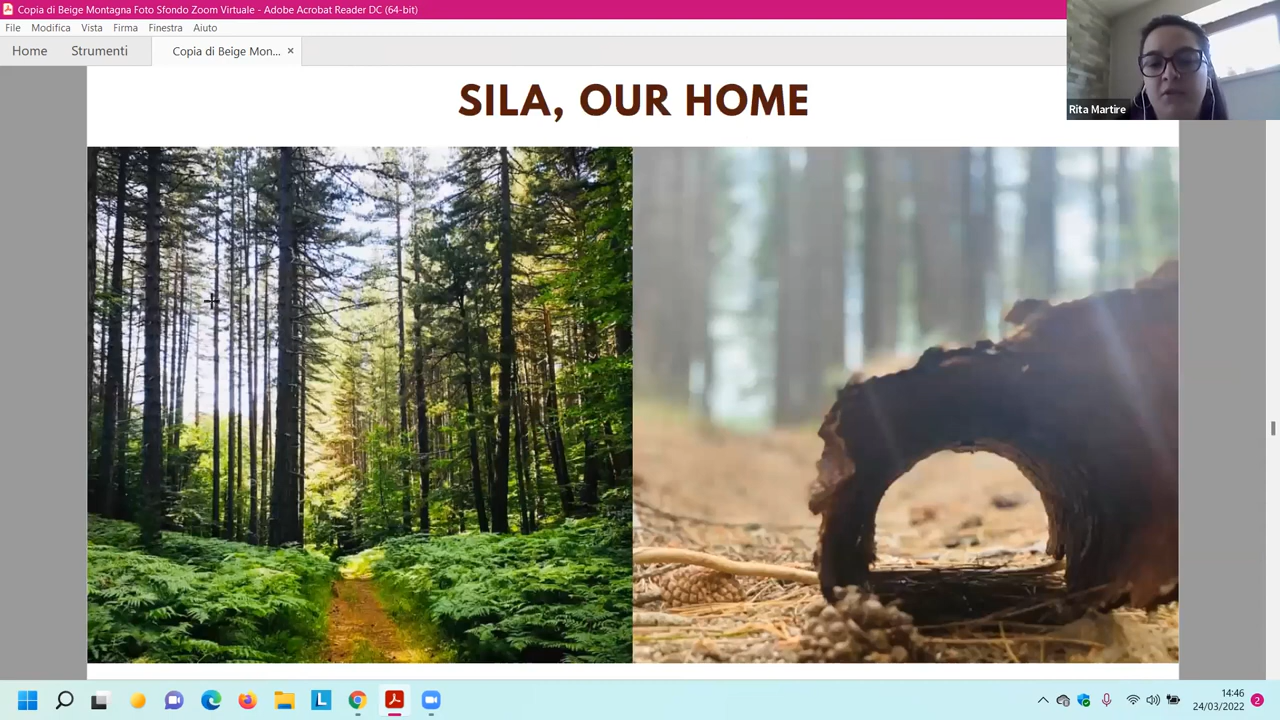 Copia di Beige Montagna Foto Sfondo Zoom Virtuale - Adobe Acrobat Reader DC (64-bit)
File Modifica Vista Firma Finestra Aiuto
Home Strumenti Copia di Beige Mon... ×
Rita Martire
SILA, OUR HOME
14:46
24/03/2022
2